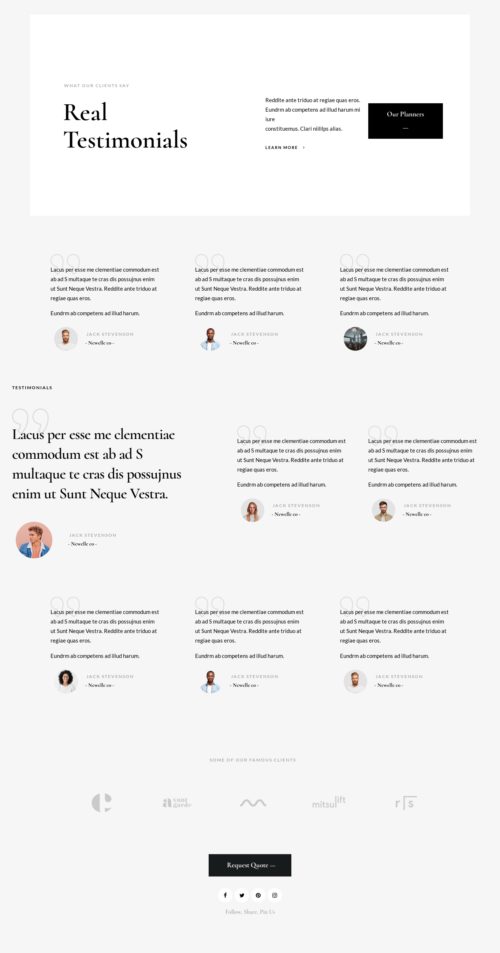 WHAT OUR CLIENTS SAY
Real
Testimonials
Reddite ante triduo at regiae quas eros.
Eundrm ab competens ad illud harum mi
iure
constituemus. Clari nililps alias.
LEARN MORE
Our Planners
—
Lacus per esse me clementiae commodum est
ab ad S multaque te cras dis possujnus enim
ut Sunt Neque Vestra. Reddite ante triduo at
regiae quas eros.
Eundrm ab competens ad illud harum.
JACK STEVENSON
- Newelle co -
Lacus per esse me clementiae commodum est
ab ad S multaque te cras dis possujnus enim
ut Sunt Neque Vestra. Reddite ante triduo at
regiae quas eros.
Eundrm ab competens ad illud harum.
JACK STEVENSON
- Newelle co -
Lacus per esse me clementiae commodum est
ab ad S multaque te cras dis possujnus enim
ut Sunt Neque Vestra. Reddite ante triduo at
regiae quas eros.
Eundrm ab competens ad illud harum.
JACK STEVENSON
- Newelle co -
TESTIMONIALS
Lacus per esse me clementiae
commodum est ab ad S
multaque te cras dis possujnus
enim ut Sunt Neque Vestra.
JACK STEVENSON
- Newelle co -
Lacus per esse me clementiae commodum est
ab ad S multaque te cras dis possujnus enim
ut Sunt Neque Vestra. Reddite ante triduo at
regiae quas eros.
Eundrm ab competens ad illud harum.
JACK STEVENSON
- Newelle co -
Lacus per esse me clementiae commodum est
ab ad S multaque te cras dis possujnus enim
ut Sunt Neque Vestra. Reddite ante triduo at
regiae quas eros.
Eundrm ab competens ad illud harum.
JACK STEVENSON
- Newelle co -
Lacus per esse me clementiae commodum est
ab ad S multaque te cras dis possujnus enim
ut Sunt Neque Vestra. Reddite ante triduo at
regiae quas eros.
Eundrm ab competens ad illud harum.
JACK STEVENSON
- Newelle co -
Lacus per esse me clementiae commodum est
ab ad S multaque te cras dis possujnus enim
ut Sunt Neque Vestra. Reddite ante triduo at
regiae quas eros.
Eundrm ab competens ad illud harum.
JACK STEVENSON
- Newelle co -
Lacus per esse me clementiae commodum est
ab ad S multaque te cras dis possujnus enim
ut Sunt Neque Vestra. Reddite ante triduo at
regiae quas eros.
Eundrm ab competens ad illud harum.
JACK STEVENSON
- Newelle co -
SOME OF OUR FAMOUS CLIENTS
mitsul lift
r s
Request Quote —
Follow, Share, Pin Us